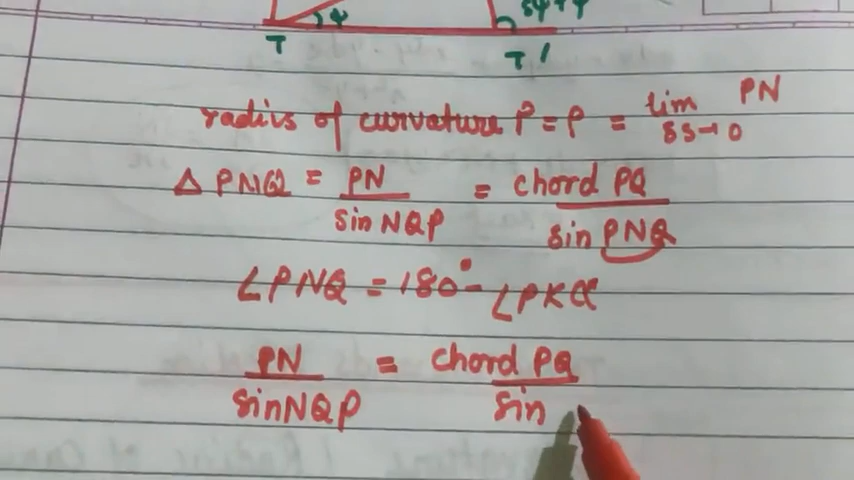 ψ δψ+ψ
T T'
radius of curvature P = ρ = lim PN
δs→0
Δ PNQ = PN = chord PQ
sin NQP sin PNQ
∠PNQ = 180° - ∠PKQ
PN = chord PQ
sinNQP sin